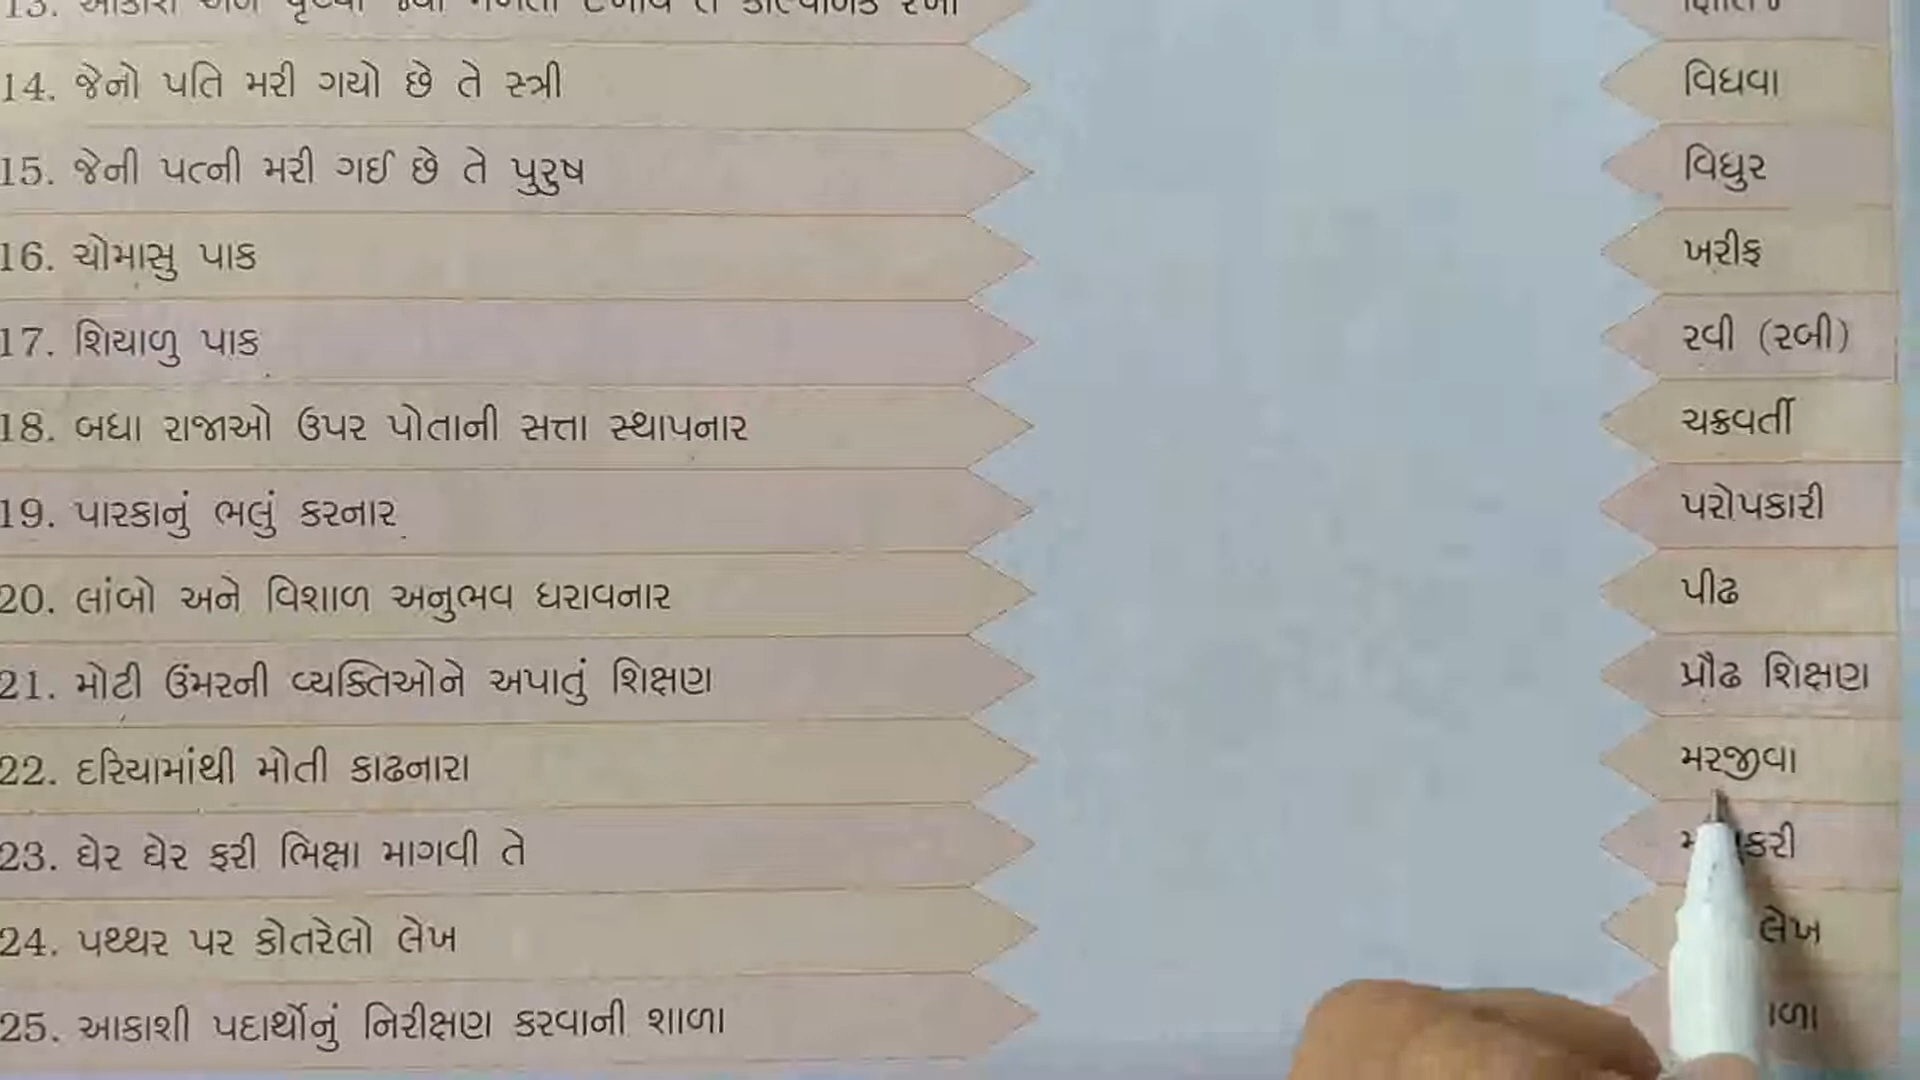 14. જેનો પતિ મરી ગયો છે તે સ્ત્રી વિધવા
15. જેની પત્ની મરી ગઈ છે તે પુરુષ વિધુર
16. ચોમાસુ પાક ખરીફ
17. શિયાળુ પાક રવી (રબી)
18. બધા રાજાઓ ઉપર પોતાની સત્તા સ્થાપનાર ચક્રવર્તી
19. પારકાનું ભલું કરનાર પરોપકારી
20. લાંબો અને વિશાળ અનુભવ ધરાવનાર પીઢ
21. મોટી ઉંમરની વ્યક્તિઓને અપાતું શિક્ષણ પ્રૌઢ શિક્ષણ
22. દરિયામાંથી મોતી કાઢનારા મરજીવા
23. ઘેર ઘેર ફરી ભિક્ષા માગવી તે
24. પથ્થર પર કોતરેલો લેખ લેખ
25. આકાશી પદાર્થોનું નિરીક્ષણ કરવાની શાળા